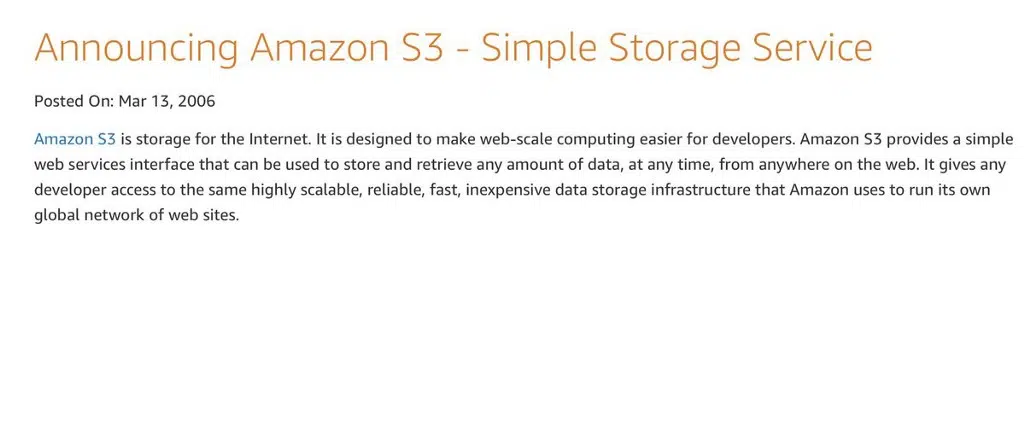 Announcing Amazon S3 - Simple Storage Service
Posted On: Mar 13, 2006
Amazon S3 is storage for the Internet. It is designed to make web-scale computing easier for developers. Amazon S3 provides a simple
web services interface that can be used to store and retrieve any amount of data, at any time, from anywhere on the web. It gives any
developer access to the same highly scalable, reliable, fast, inexpensive data storage infrastructure that Amazon uses to run its own
global network of web sites.